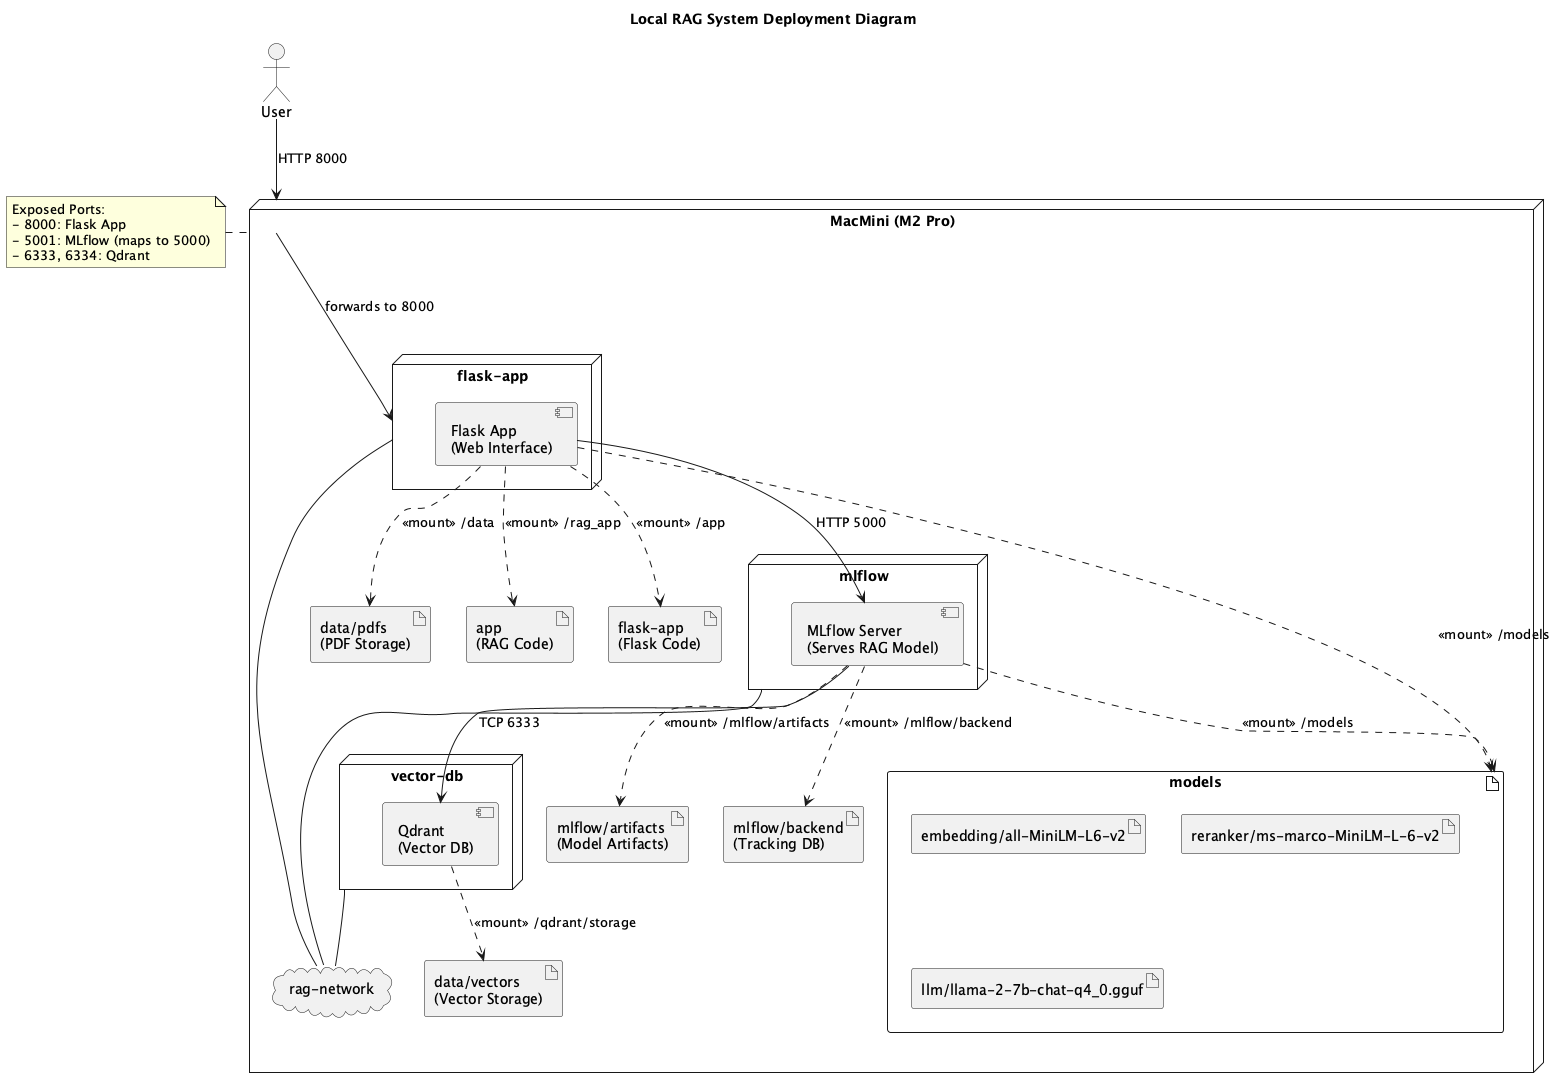 Local RAG System Deployment Diagram
User
HTTP 8000
Exposed Ports:
- 8000: Flask App
- 5001: MLflow (maps to 5000)
- 6333, 6334: Qdrant
MacMini (M2 Pro)
forwards to 8000
flask-app
Flask App
(Web Interface)
«mount» /data
«mount» /rag_app
«mount» /app
HTTP 5000
mlflow
data/pdfs
(PDF Storage)
app
(RAG Code)
flask-app
(Flask Code)
MLflow Server
(Serves RAG Model)
«mount» /models
TCP 6333
«mount» /mlflow/artifacts
«mount» /mlflow/backend
«mount» /models
vector-db
Qdrant
(Vector DB)
mlflow/artifacts
(Model Artifacts)
mlflow/backend
(Tracking DB)
models
embedding/all-MiniLM-L6-v2
reranker/ms-marco-MiniLM-L-6-v2
«mount» /qdrant/storage
rag-network
data/vectors
(Vector Storage)
llm/llama-2-7b-chat-q4_0.gguf